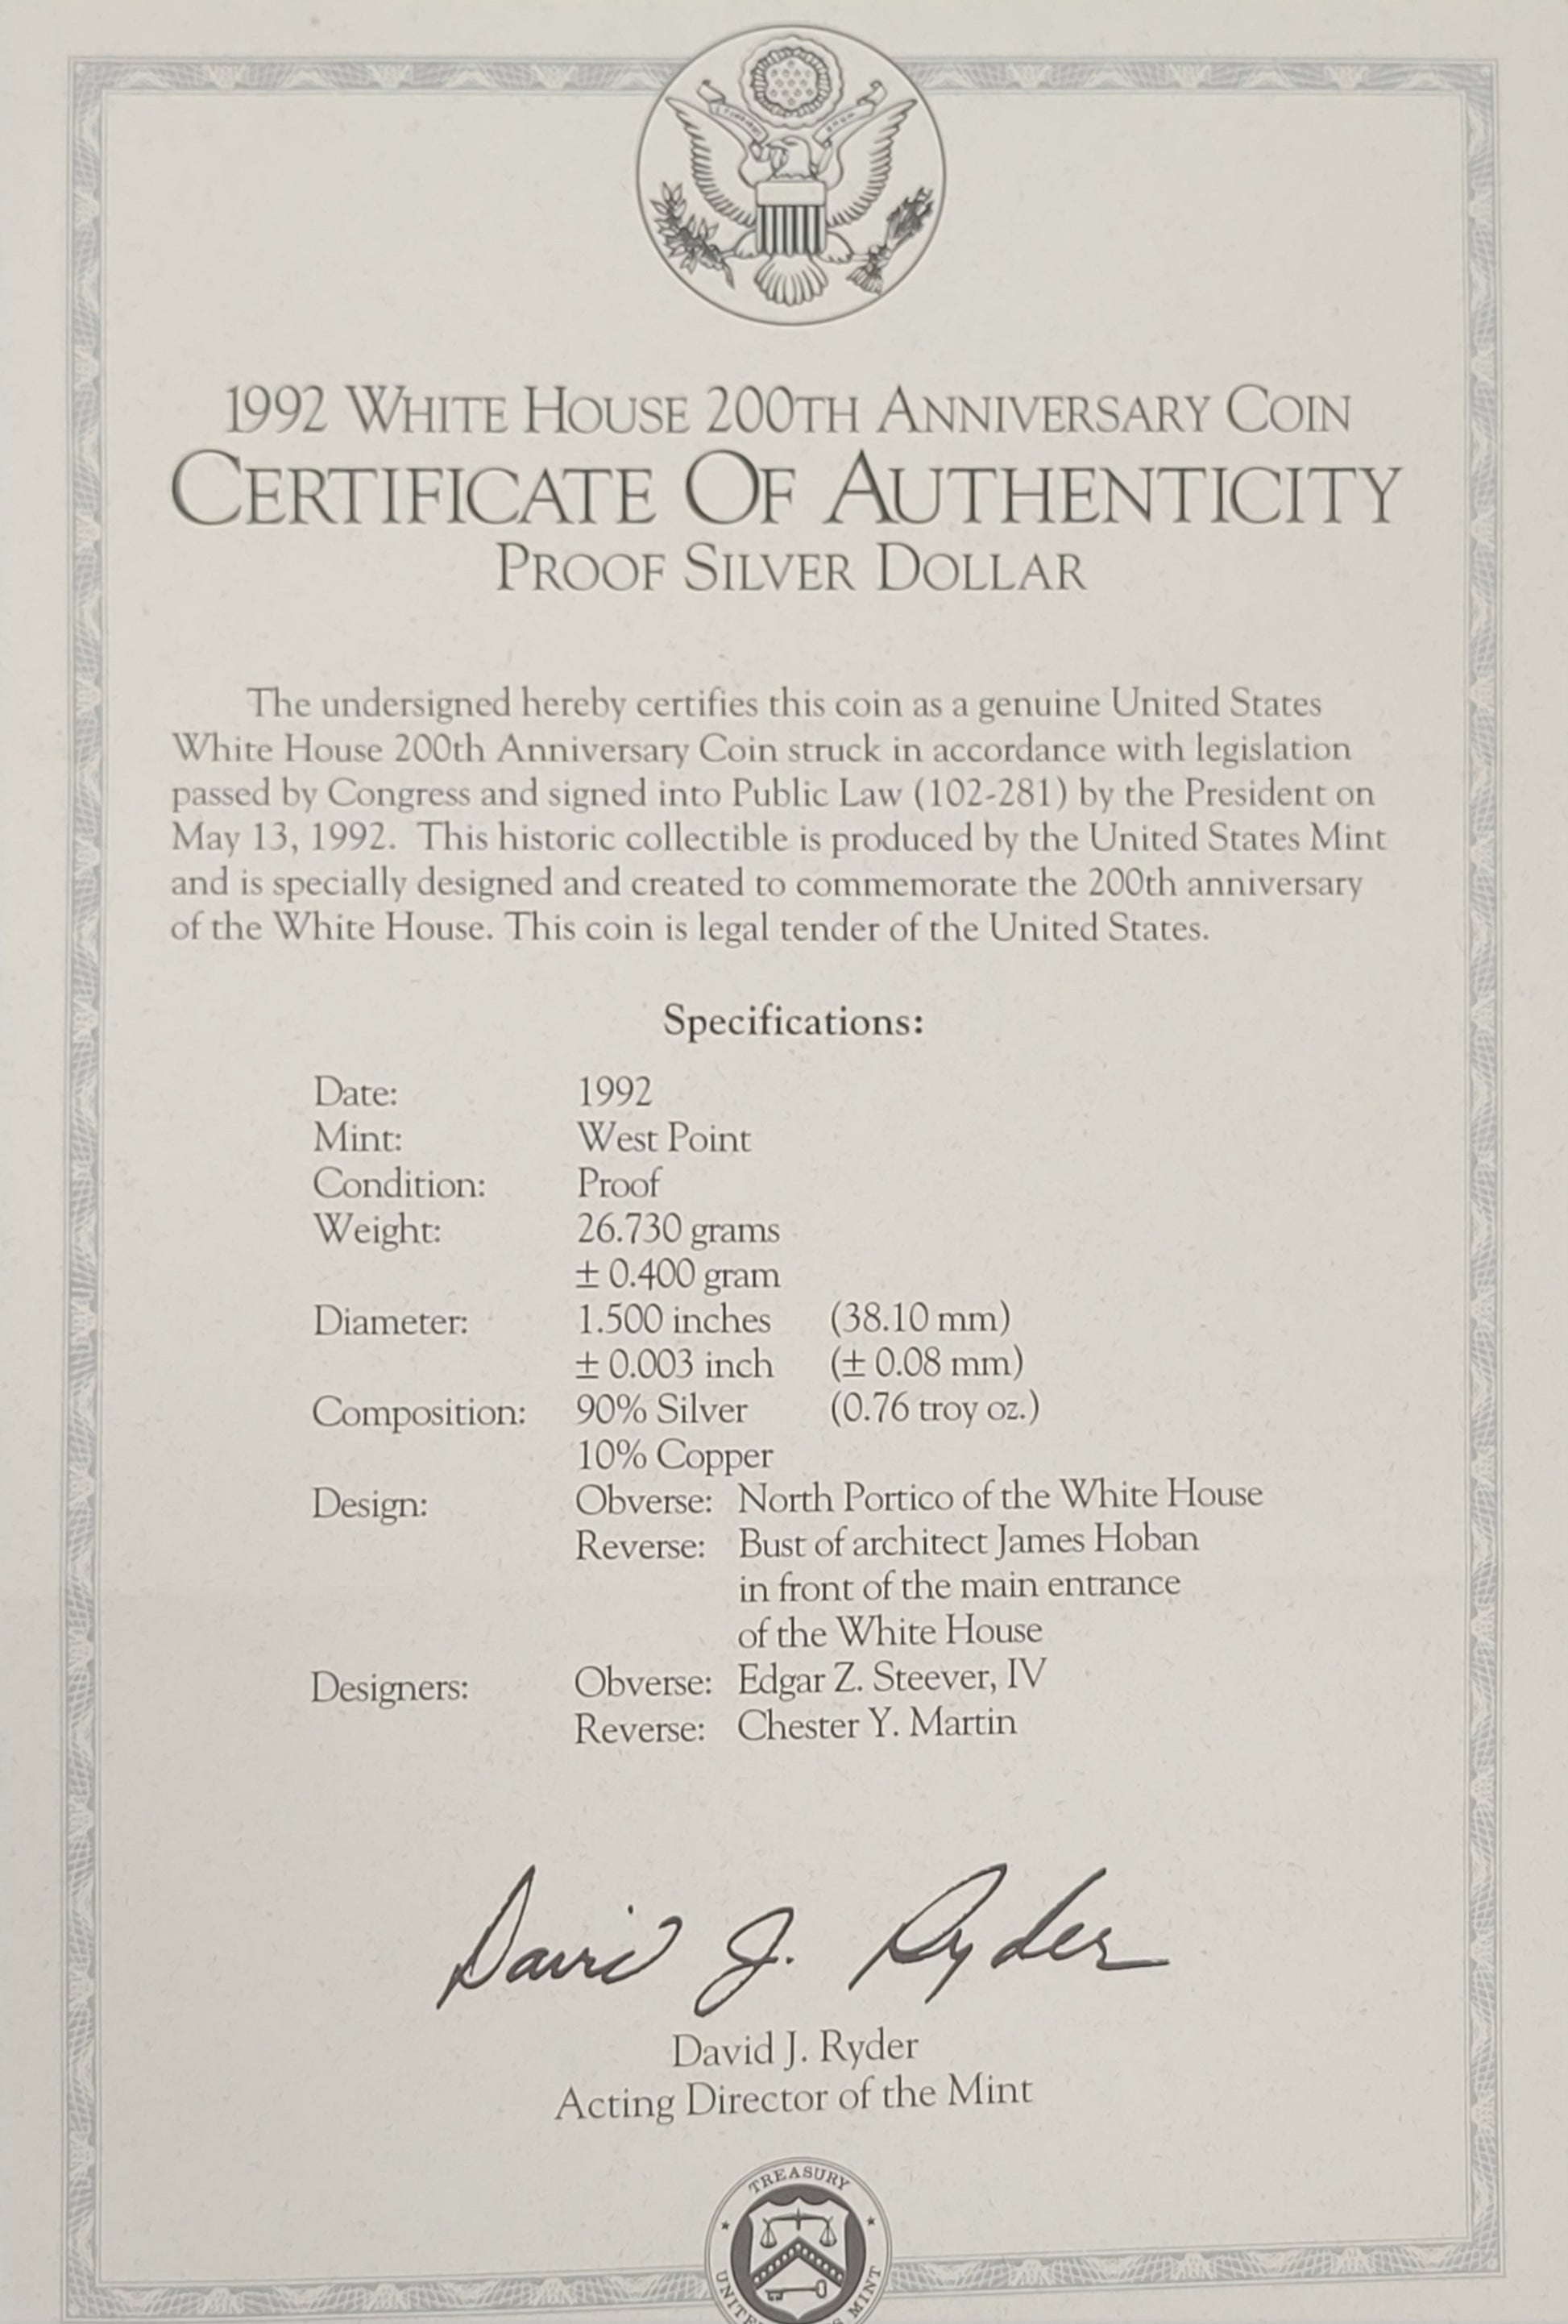 1992 WHITE HOUSE 200TH ANNIVERSARY COIN
CERTIFICATE OF AUTHENTICITY
PROOF SILVER DOLLAR
The undersigned hereby certifies this coin as a genuine United States
White House 200th Anniversary Coin struck in accordance with legislation
passed by Congress and signed into Public Law (102-281) by the President on
May 13, 1992. This historic collectible is produced by the United States Mint
and is specially designed and created to commemorate the 200th anniversary
of the White House. This coin is legal tender of the United States.
Specifications:
Date: 1992
Mint: West Point
Condition: Proof
Weight: 26.730 grams
± 0.400 gram
Diameter: 1.500 inches (38.10 mm)
± 0.003 inch (± 0.08 mm)
Composition: 90% Silver (0.76 troy oz.)
10% Copper
Design: Obverse: North Portico of the White House
Reverse: Bust of architect James Hoban
in front of the main entrance
of the White House
Designers: Obverse: Edgar Z. Steever, IV
Reverse: Chester Y. Martin
David J. Ryder
David J. Ryder
Acting Director of the Mint
TREASURY
MINT